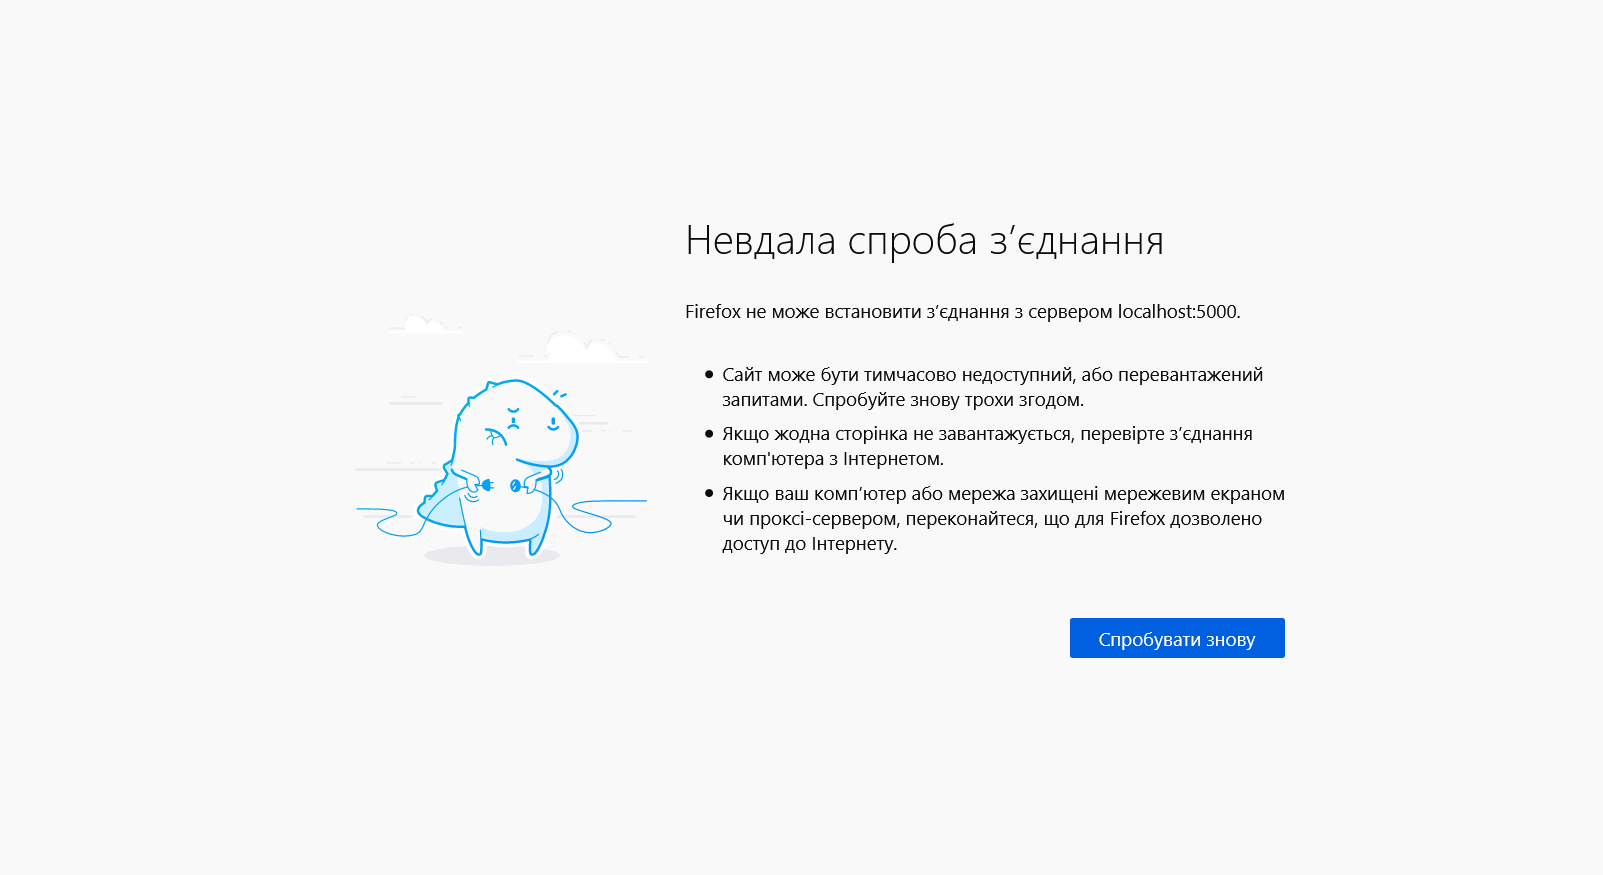 Невдала спроба з’єднання
Firefox не може встановити з’єднання з сервером localhost:5000.
Сайт може бути тимчасово недоступний, або перевантажений
запитами. Спробуйте знову трохи згодом.
Якщо жодна сторінка не завантажується, перевірте з’єднання
комп'ютера з Інтернетом.
Якщо ваш комп’ютер або мережа захищені мережевим екраном
чи проксі-сервером, переконайтеся, що для Firefox дозволено
доступ до Інтернету.
Спробувати знову